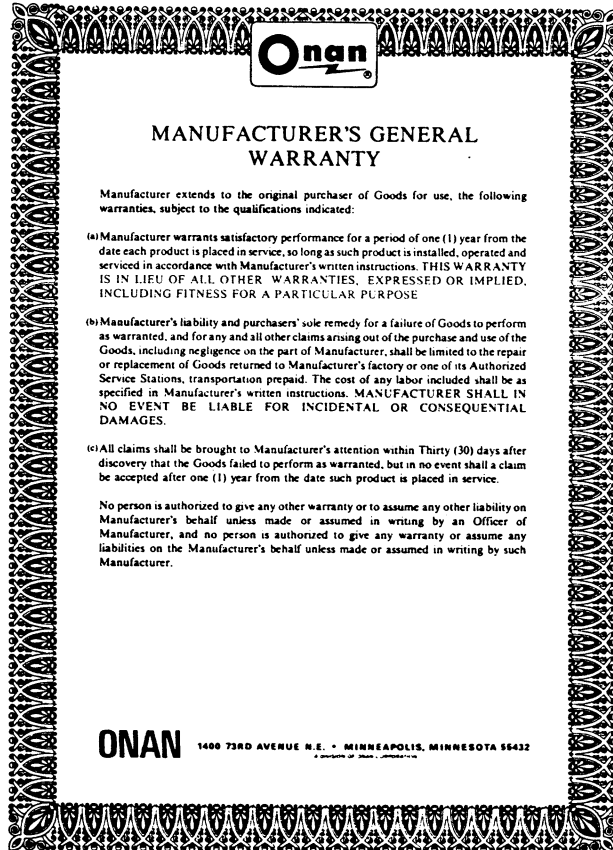 Onan
®
MANUFACTURER'S GENERAL
WARRANTY
Manufacturer extends to the original purchaser of Goods for use, the following
warranties, subject to the qualifications indicated:
(a) Manufacturer warrants satisfactory performance for a period of one (1) year from the
date each product is placed in service, so long as such product is installed, operated and
serviced in accordance with Manufacturer's written instructions. THIS WARRANTY
IS IN LIEU OF ALL OTHER WARRANTIES, EXPRESSED OR IMPLIED,
INCLUDING FITNESS FOR A PARTICULAR PURPOSE
(b) Manufacturer's liability and purchasers' sole remedy for a failure of Goods to perform
as warranted, and for any and all other claims arising out of the purchase and use of the
Goods, including negligence on the part of Manufacturer, shall be limited to the repair
or replacement of Goods returned to Manufacturer's factory or one of its Authorized
Service Stations, transportation prepaid. The cost of any labor included shall be as
specified in Manufacturer's written instructions. MANUFACTURER SHALL IN
NO EVENT BE LIABLE FOR INCIDENTAL OR CONSEQUENTIAL
DAMAGES.
(c) All claims shall be brought to Manufacturer's attention within Thirty (30) days after
discovery that the Goods failed to perform as warranted, but in no event shall a claim
be accepted after one (1) year from the date such product is placed in service.
No person is authorized to give any other warranty or to assume any other liability on
Manufacturer's behalf unless made or assumed in writing by an Officer of
Manufacturer, and no person is authorized to give any warranty or assume any
liabilities on the Manufacturer's behalf unless made or assumed in writing by such
Manufacturer.
ONAN 1400 73RD AVENUE N.E. • MINNEAPOLIS, MINNESOTA 55432
A DIVISION OF ONAN CORPORATION